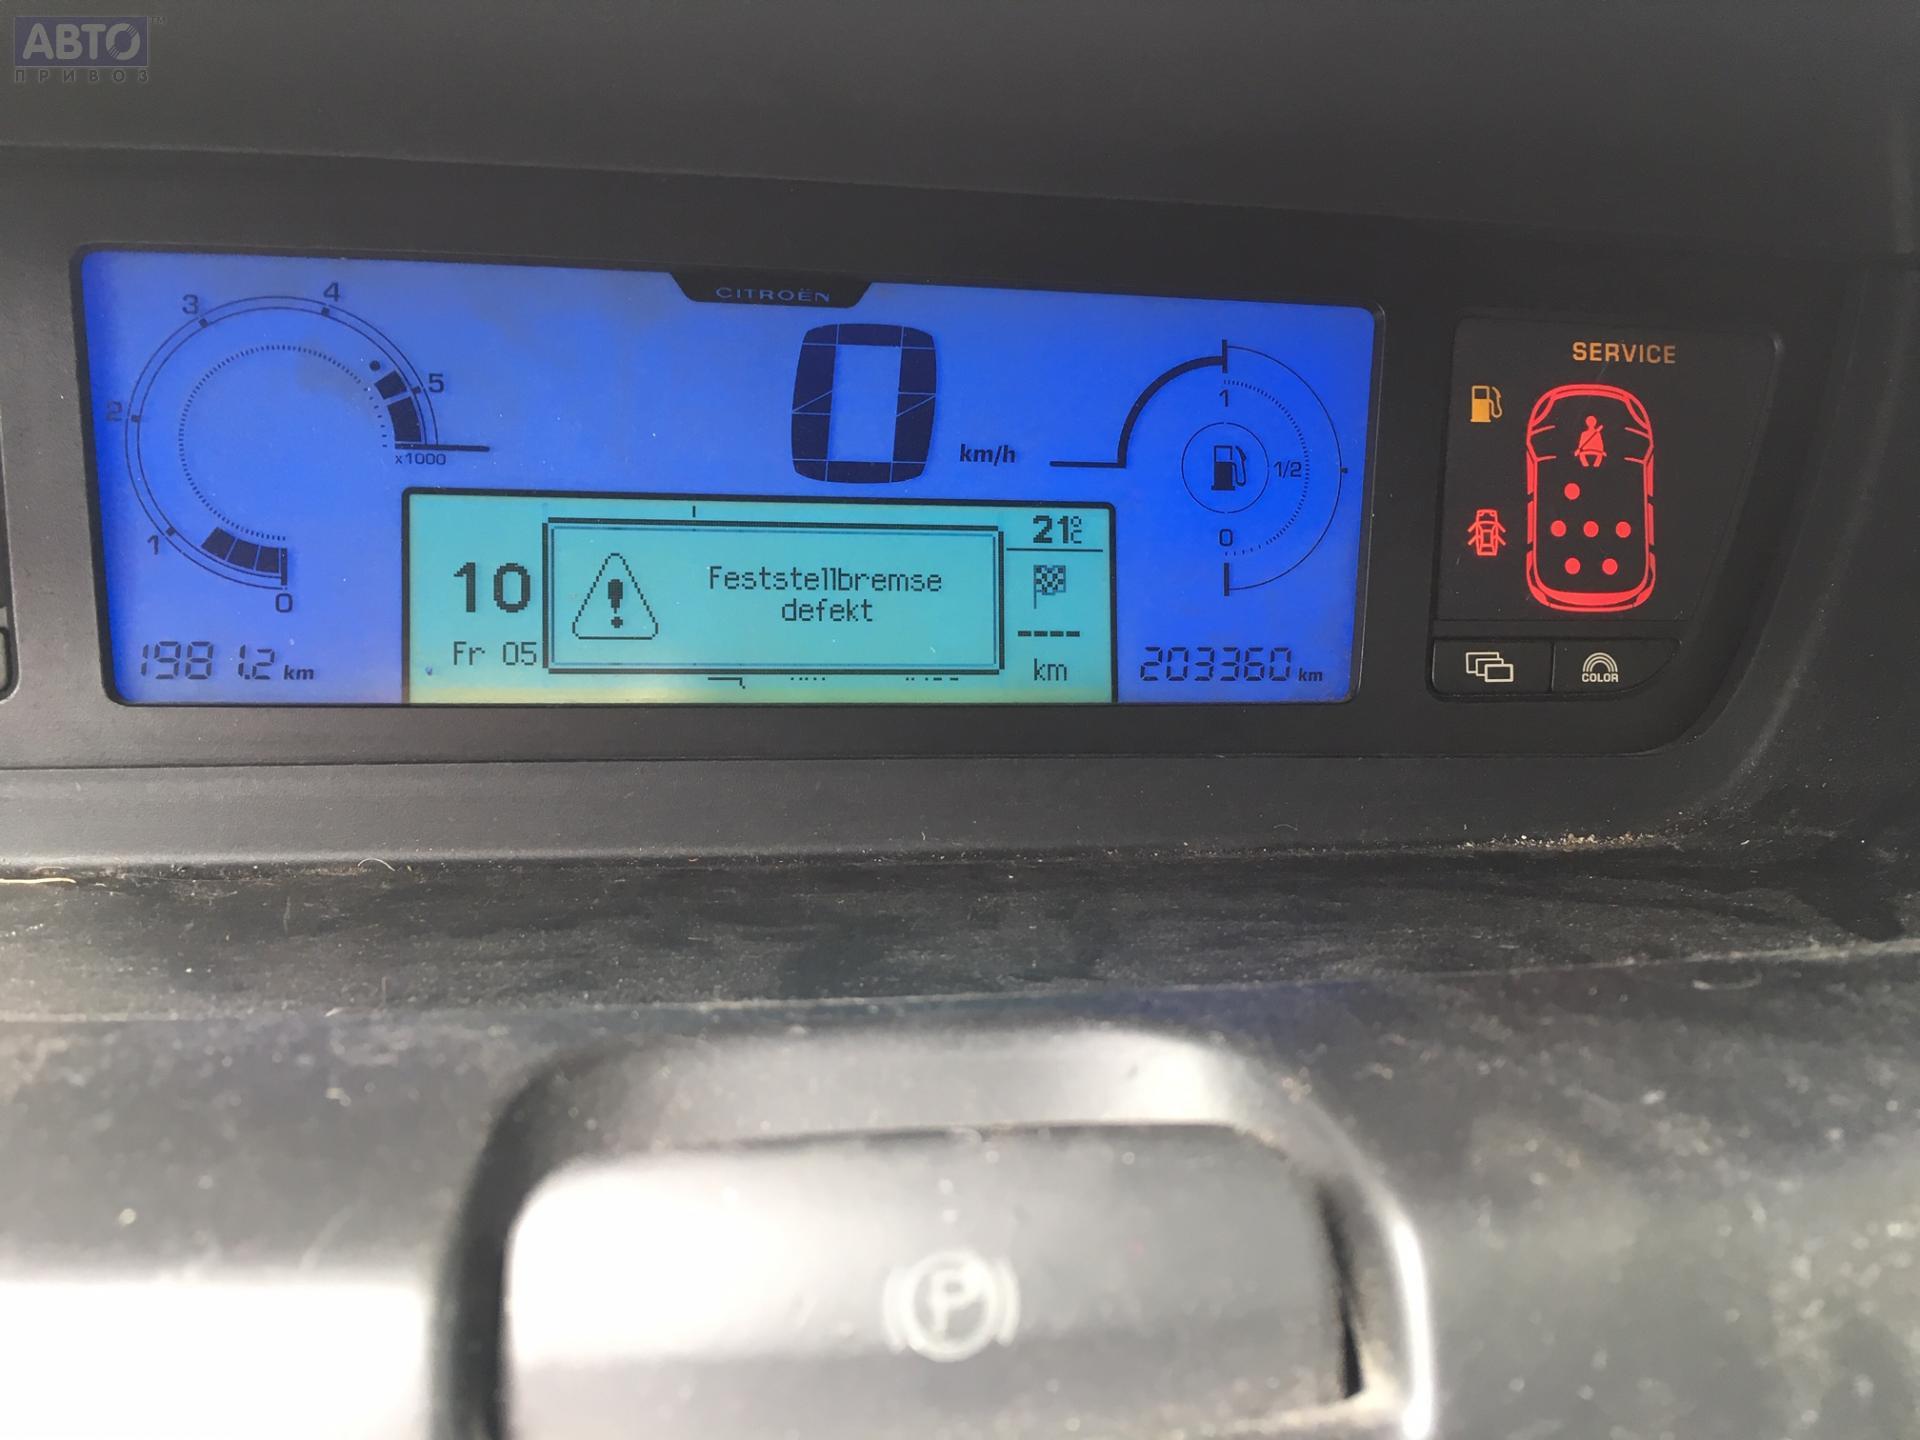 АВТО™
ПРИВОЗ
CITROËN
SERVICE
4
3
5
2
x1000
1
0
0
km/h
1
1/2
0
21°C
10
Feststellbremse
defekt
Fr 05
----
km
1981.2 km
203360 km
COLOR
P